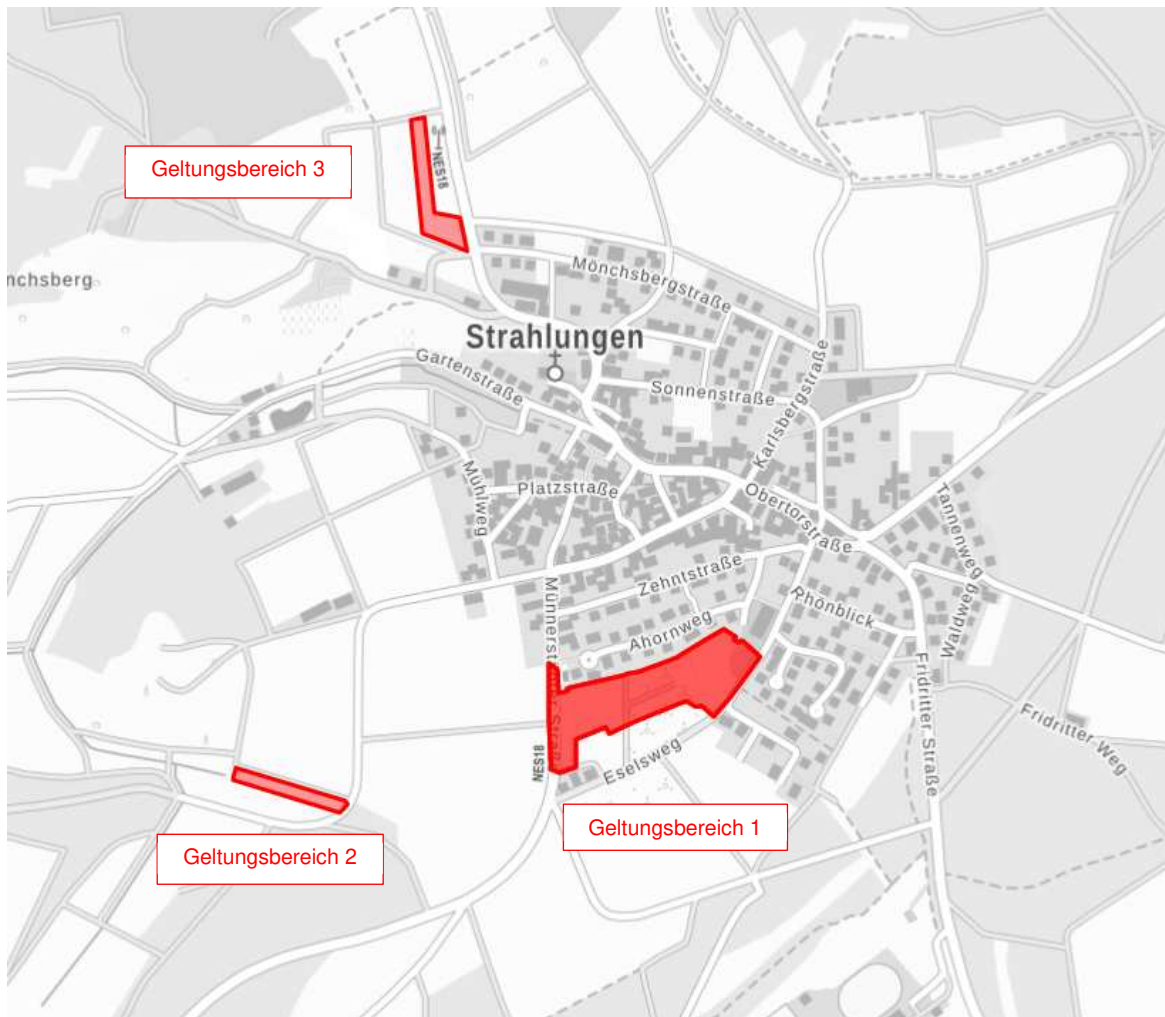 Geltungsbereich 3
NES18
nchsberg
Mönchsbergstraße
Strahlungen
Gartenstraße
Sonnenstraße
Karlsbergstraße
Mühlweg
Platzstraße
Obertorstraße
Tannenweg
Zehntstraße
Rhönblick
Waldweg
Ahornweg
Fridritter Straße
Fridritter Weg
NES18
Eselsweg
Geltungsbereich 1
Geltungsbereich 2